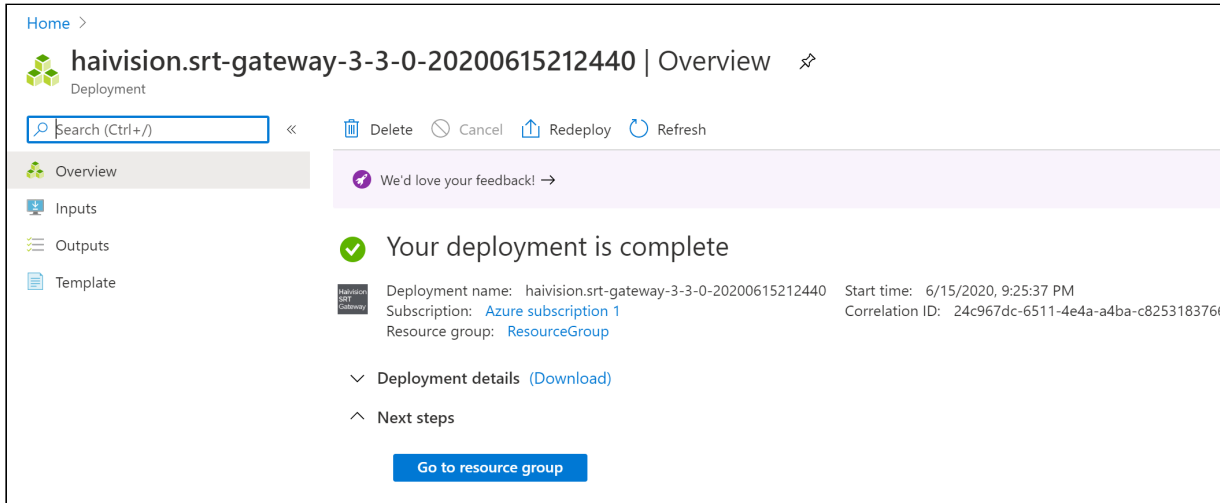 Home >
haivision.srt-gateway-3-3-0-20200615212440 | Overview
Deployment
Search (Ctrl+/)
«
Delete Cancel Redeploy Refresh
Overview
Inputs
Outputs
Template
We'd love your feedback! →
Your deployment is complete
Haivision
SRT
Gateway
Deployment name: haivision.srt-gateway-3-3-0-20200615212440 Start time: 6/15/2020, 9:25:37 PM
Subscription: Azure subscription 1 Correlation ID: 24c967dc-6511-4e4a-a4ba-c825318376
Resource group: ResourceGroup
Deployment details (Download)
Next steps
Go to resource group